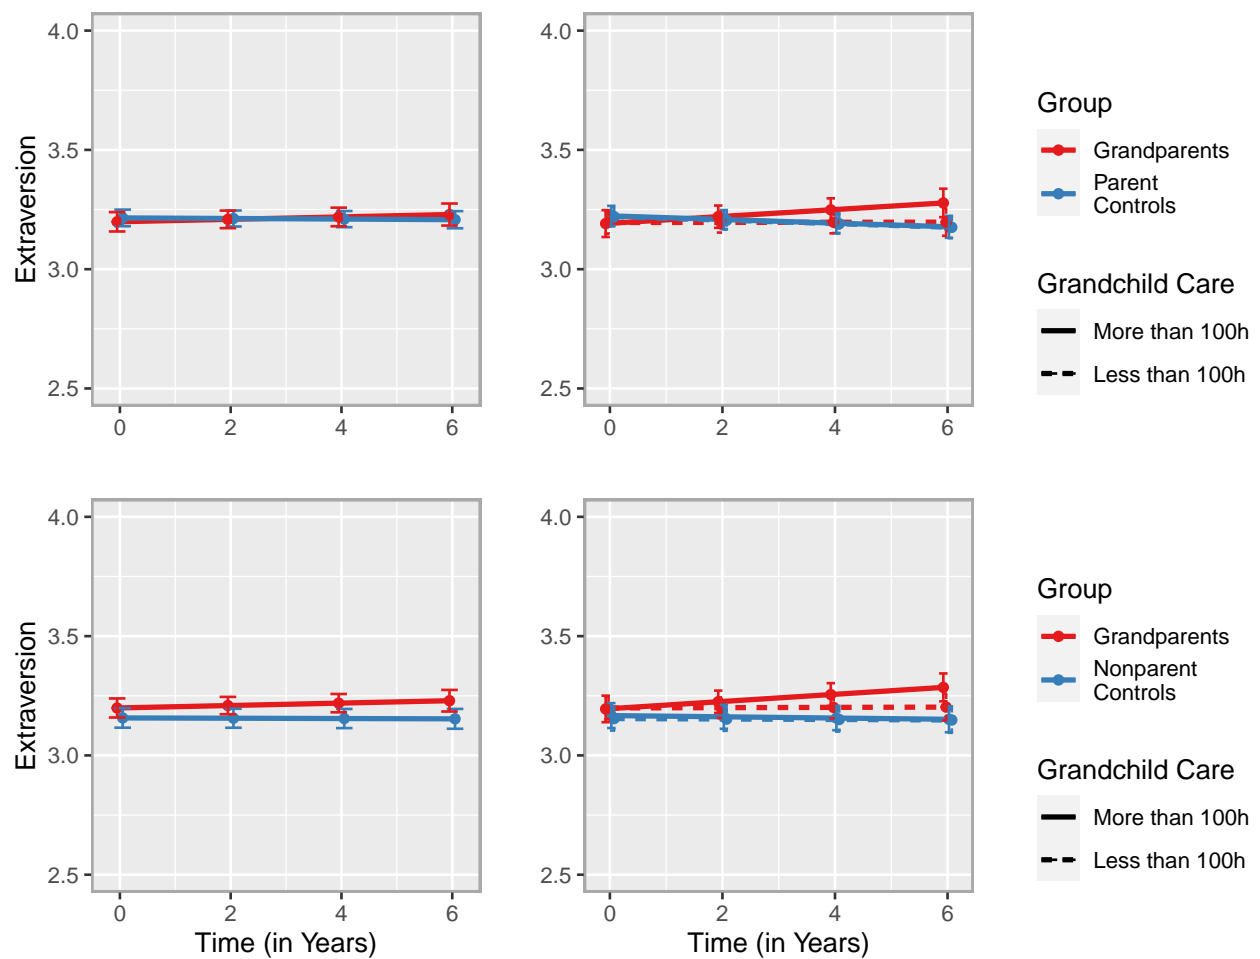 4.0
3.5
3.0
2.5
Extraversion
0 2 4 6
4.0
3.5
3.0
2.5
0 2 4 6
Group
Grandparents
Parent
Controls
Grandchild Care
More than 100h
Less than 100h
4.0
3.5
3.0
2.5
Extraversion
0 2 4 6
Time (in Years)
4.0
3.5
3.0
2.5
0 2 4 6
Time (in Years)
Group
Grandparents
Nonparent
Controls
Grandchild Care
More than 100h
Less than 100h